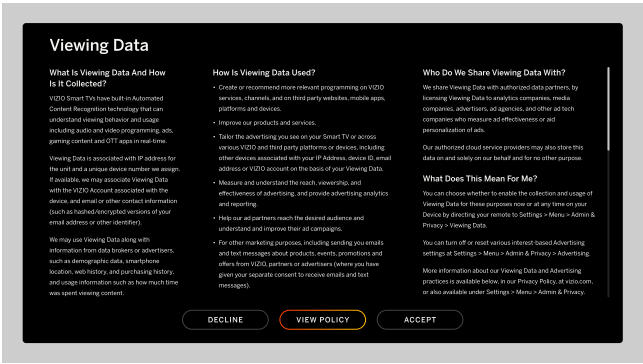 Viewing Data
What Is Viewing Data And How
Is It Collected?
VIZIO Smart TVs have built-in Automated
Content Recognition technology that can
understand viewing behavior and usage
including audio and video programming, ads,
gaming content and OTT apps in real-time.
Viewing Data is associated with IP address for
the unit and a unique device number we assign.
If available, we may associate Viewing Data
with the VIZIO Account associated with the
device, and email or other contact information
(such as hashed/encrypted versions of your
email address or other identifier).
We may use Viewing Data along with
information from data brokers or advertisers,
such as demographic data, smartphone
location, web history, and purchasing history,
and usage information such as how much time
was spent viewing content.
How Is Viewing Data Used?
• Create or recommend more relevant programming on VIZIO
services, channels, and on third party websites, mobile apps,
platforms and devices.
• Improve our products and services.
• Tailor the advertising you see on your Smart TV or across
various VIZIO and third party platforms or devices, including
other devices associated with your IP Address, device ID, email
address or VIZIO account on the basis of your Viewing Data.
• Measure and understand the reach, viewership, and
effectiveness of advertising, and provide advertising analytics
and reporting.
• Help our ad partners reach the desired audience and
understand and improve their ad campaigns.
• For other marketing purposes, including sending you emails
and text messages about products, events, promotions and
offers from VIZIO, partners or advertisers (where you have
given your separate consent to receive emails and text
messages).
Who Do We Share Viewing Data With?
We share Viewing Data with authorized data partners, by
licensing Viewing Data to analytics companies, media
companies, advertisers, ad agencies, and other ad tech
companies who measure ad effectiveness or aid
personalization of ads.
Our authorized cloud service providers may also store this
data on and solely on our behalf and for no other purpose.
What Does This Mean For Me?
You can choose whether to enable the collection and usage of
Viewing Data for these purposes now or at any time on your
Device by directing your remote to Settings > Menu > Admin &
Privacy > Viewing Data.
You can turn off or reset various interest-based Advertising
settings at Settings > Menu > Admin & Privacy > Advertising.
More information about our Viewing Data and Advertising
practices is available below, in our Privacy Policy, at vizio.com,
or also available under Settings > Menu > Admin & Privacy.
DECLINE
VIEW POLICY
ACCEPT